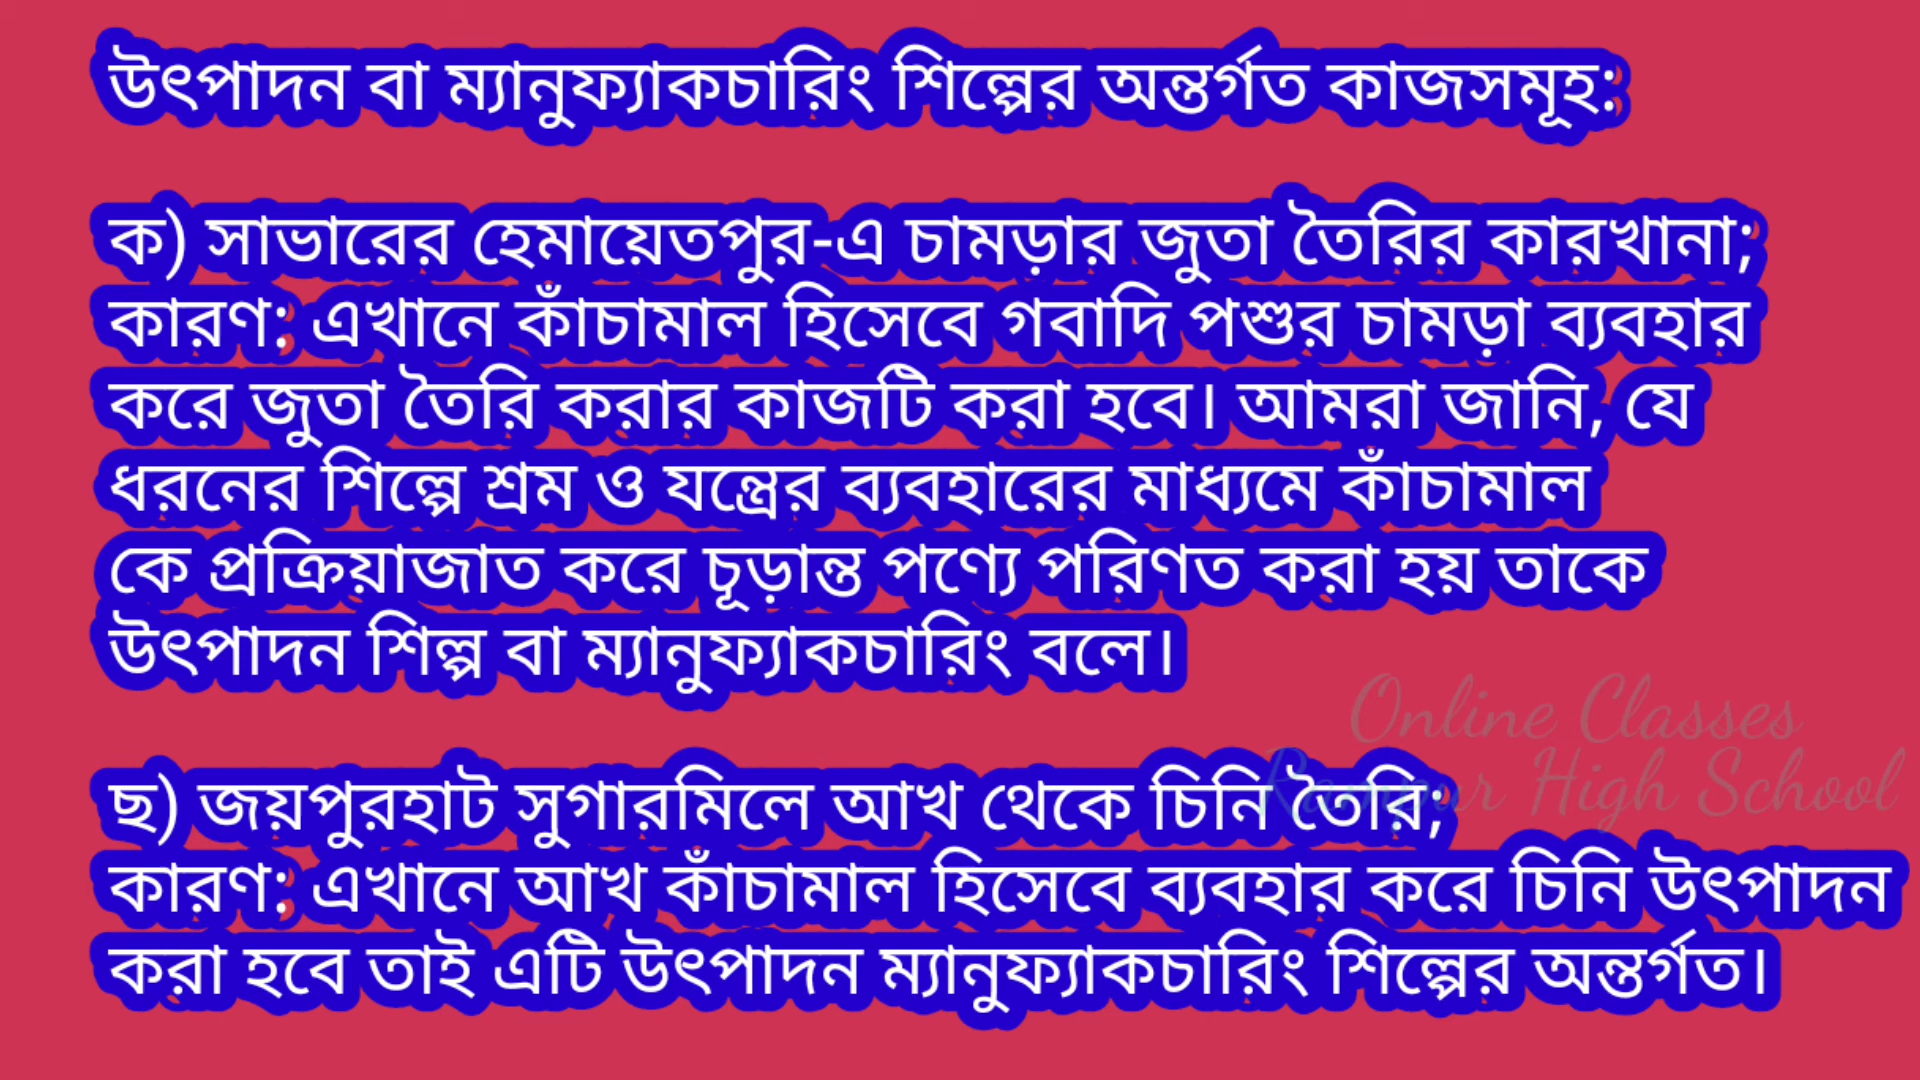 উৎপাদন বা ম্যানুফ্যাকচারিং শিল্পের অন্তর্গত কাজসমূহ:
ক) সাভারের হেমায়েতপুর-এ চামড়ার জুতা তৈরির কারখানা;
কারণ: এখানে কাঁচামাল হিসেবে গবাদি পশুর চামড়া ব্যবহার
করে জুতা তৈরি করার কাজটি করা হবে। আমরা জানি, যে
ধরনের শিল্পে শ্রম ও যন্ত্রের ব্যবহারের মাধ্যমে কাঁচামাল
কে প্রক্রিয়াজাত করে চূড়ান্ত পণ্যে পরিণত করা হয় তাকে
উৎপাদন শিল্প বা ম্যানুফ্যাকচারিং বলে।
Online Classes
Rampur High School
ছ) জয়পুরহাট সুগারমিলে আখ থেকে চিনি তৈরি;
কারণ: এখানে আখ কাঁচামাল হিসেবে ব্যবহার করে চিনি উৎপাদন
করা হবে তাই এটি উৎপাদন ম্যানুফ্যাকচারিং শিল্পের অন্তর্গত।